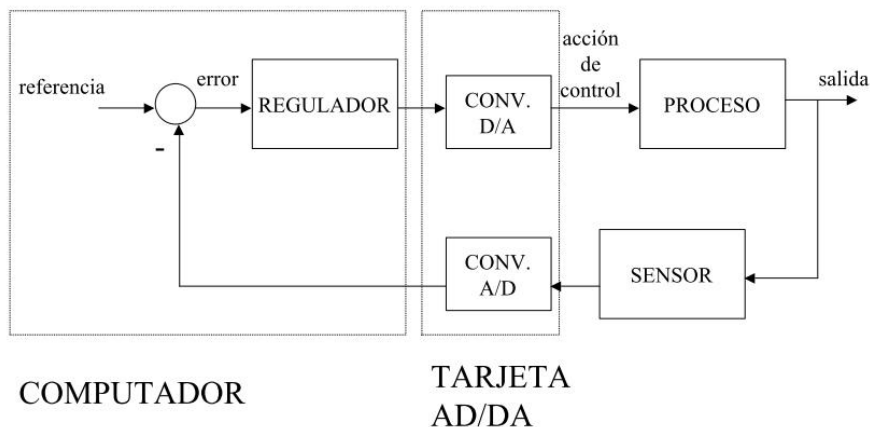 referencia
error
REGULADOR
CONV.
D/A
acción
de
control
PROCESO
salida
-
CONV.
A/D
SENSOR
COMPUTADOR
TARJETA
AD/DA